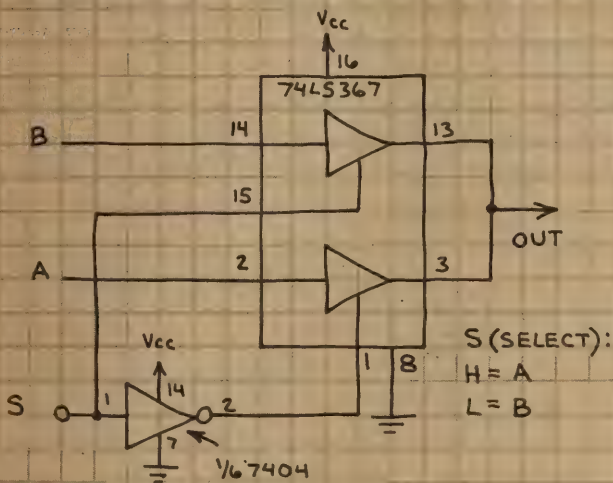 Vcc
16
74LS367
B 14 13
15
OUT
A 2 3
Vcc
1 8
S (SELECT):
H = A
L = B
14
S 1 2
7
1/6 7404